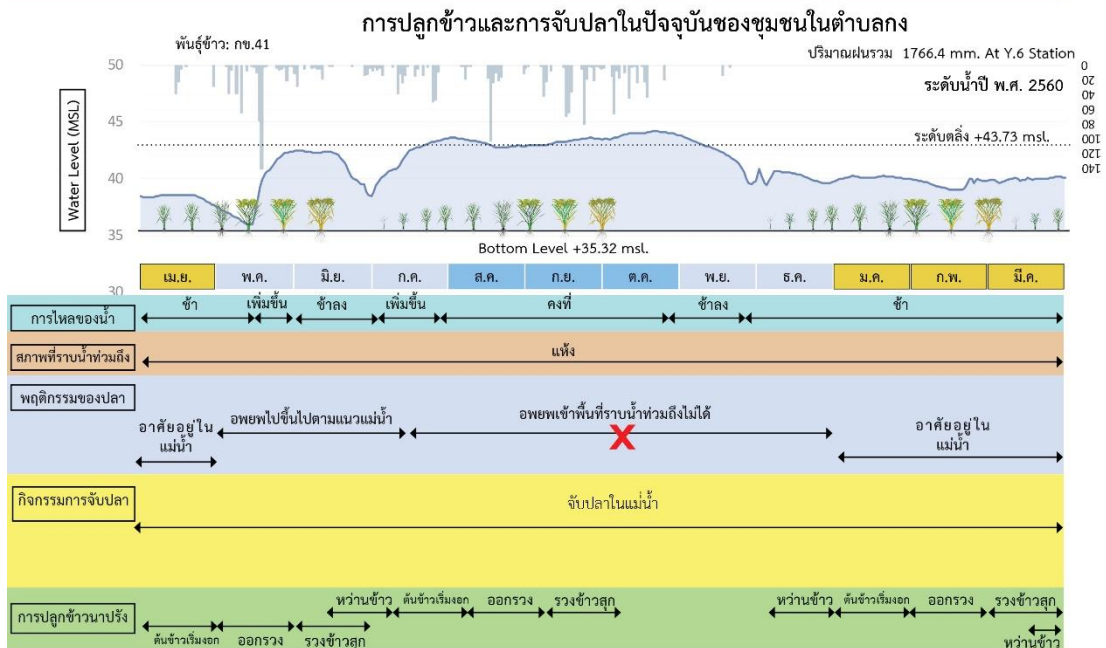 การปลูกข้าวและการจับปลาในปัจจุบันชองชุมชนในตำบลกง
พันธุ์ข้าว: กข.41
ปริมาณฝนรวม 1766.4 mm. At Y.6 Station
ระดับน้ำปี พ.ศ. 2560
ระดับตลิ่ง +43.73 msl.
Water Level (MSL)
50
45
40
35
30
0
20
40
60
80
100
120
140
Bottom Level +35.32 msl.
เม.ย. พ.ค. มิ.ย. ก.ค. ส.ค. ก.ย. ต.ค. พ.ย. ธ.ค. ม.ค. ก.พ. มี.ค.
การไหลของน้ำ
ช้า เพิ่มขึ้น ช้าลง เพิ่มขึ้น คงที่ ช้าลง ช้า
สภาพที่ราบน้ำท่วมถึง
แห้ง
พฤติกรรมของปลา
อาศัยอยู่ใน
แม่น้ำ
อพยพไปขึ้นไปตามแนวแม่น้ำ
อพยพเข้าพื้นที่ราบน้ำท่วมถึงไม่ได้
X
อาศัยอยู่ใน
แม่น้ำ
กิจกรรมการจับปลา
จับปลาในแม่น้ำ
การปลูกข้าวนาปรัง
หว่านข้าว ต้นข้าวเริ่มงอก ออกรวง รวงข้าวสุก หว่านข้าว ต้นข้าวเริ่มงอก ออกรวง รวงข้าวสุก
ต้นข้าวเริ่มงอก ออกรวง รวงข้าวสุก หว่านข้าว